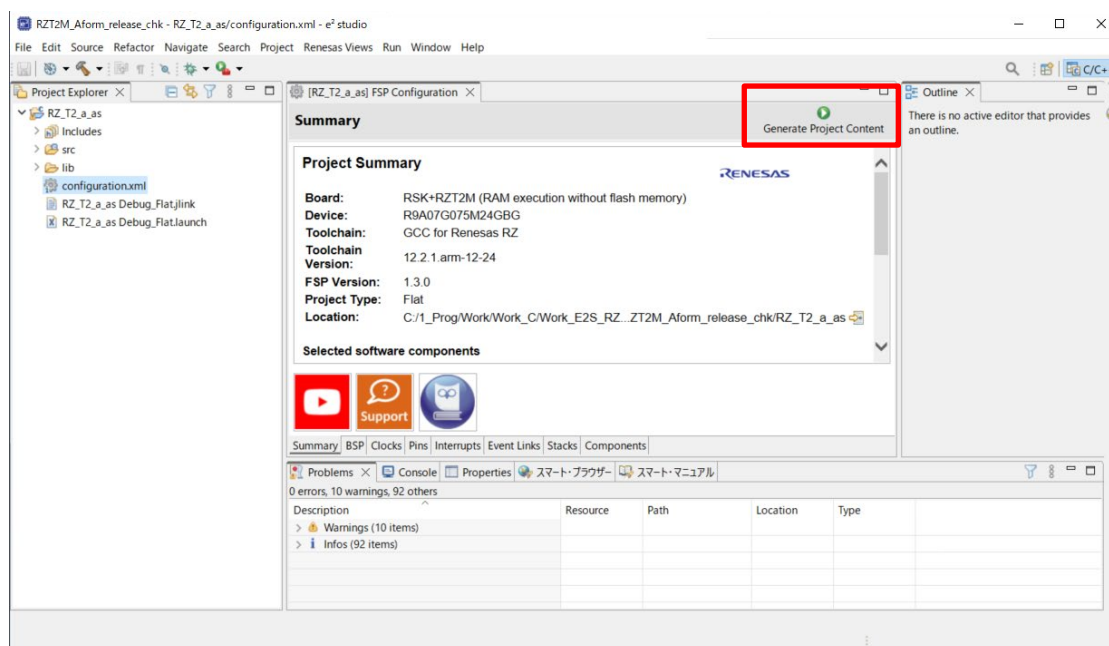 RZT2M_Aform_release_chk - RZ_T2_a_as/configuration.xml - e² studio
File Edit Source Refactor Navigate Search Project Renesas Views Run Window Help
C/C+
Project Explorer
[RZ_T2_a_as] FSP Configuration
Outline
RZ_T2_a_as
Includes
src
lib
configuration.xml
RZ_T2_a_as Debug_Flat.jlink
RZ_T2_a_as Debug_Flat.launch
Summary
Generate Project Content
There is no active editor that provides
an outline.
Project Summary
RENESAS
Board: RSK+RZT2M (RAM execution without flash memory)
Device: R9A07G075M24GBG
Toolchain: GCC for Renesas RZ
Toolchain
Version: 12.2.1.arm-12-24
FSP Version: 1.3.0
Project Type: Flat
Location: C:/1_Prog/Work/Work_C/Work_E2S_RZ...ZT2M_Aform_release_chk/RZ_T2_a_as
Selected software components
Support
Summary BSP Clocks Pins Interrupts Event Links Stacks Components
Problems Console Properties スマート・ブラウザー スマート・マニュアル
0 errors, 10 warnings, 92 others
Description Resource Path Location Type
Warnings (10 items)
Infos (92 items)